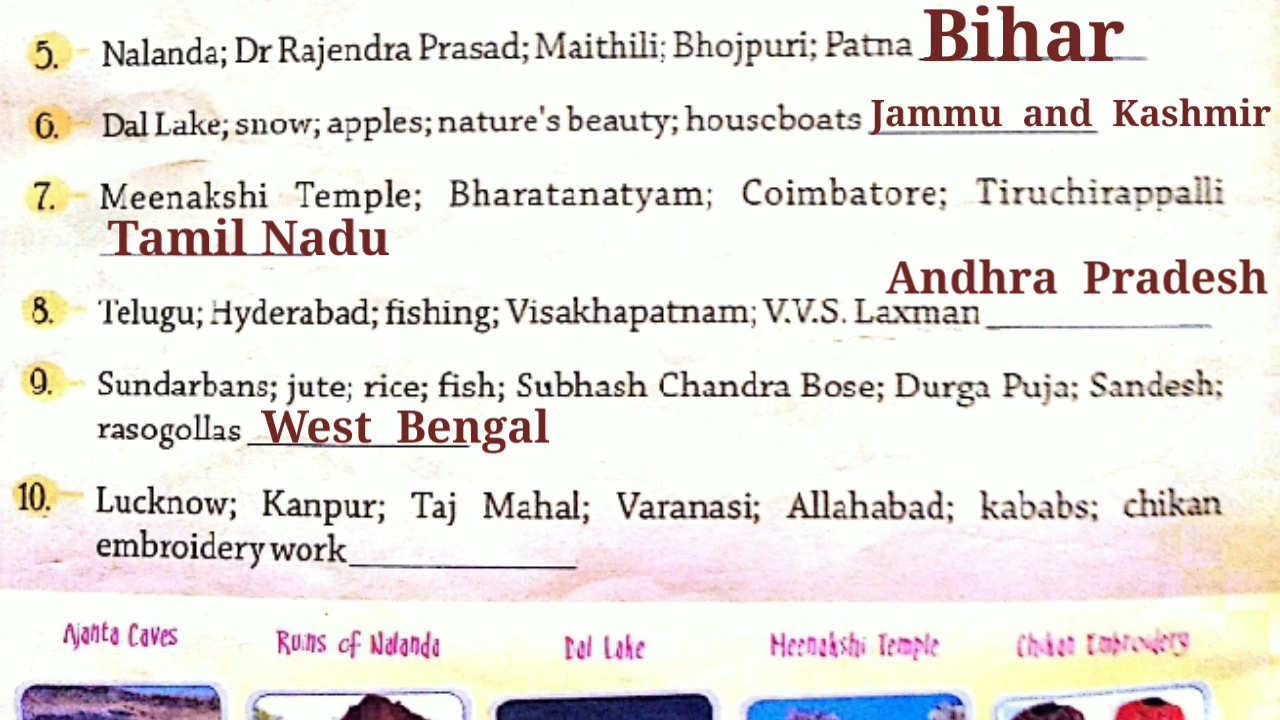 5. Nalanda; Dr Rajendra Prasad; Maithili; Bhojpuri; Patna Bihar
6. Dal Lake; snow; apples; nature's beauty; houseboats Jammu and Kashmir
7. Meenakshi Temple; Bharatanatyam; Coimbatore; Tiruchirappalli
Tamil Nadu
Andhra Pradesh
8. Telugu; Hyderabad; fishing; Visakhapatnam; V.V.S. Laxman
9. Sundarbans; jute; rice; fish; Subhash Chandra Bose; Durga Puja; Sandesh;
rasogollas West Bengal
10. Lucknow; Kanpur; Taj Mahal; Varanasi; Allahabad; kababs; chikan
embroidery work
Ajanta Caves Ruins of Nalanda Dal Lake Meenakshi Temple Chikan Embroidery